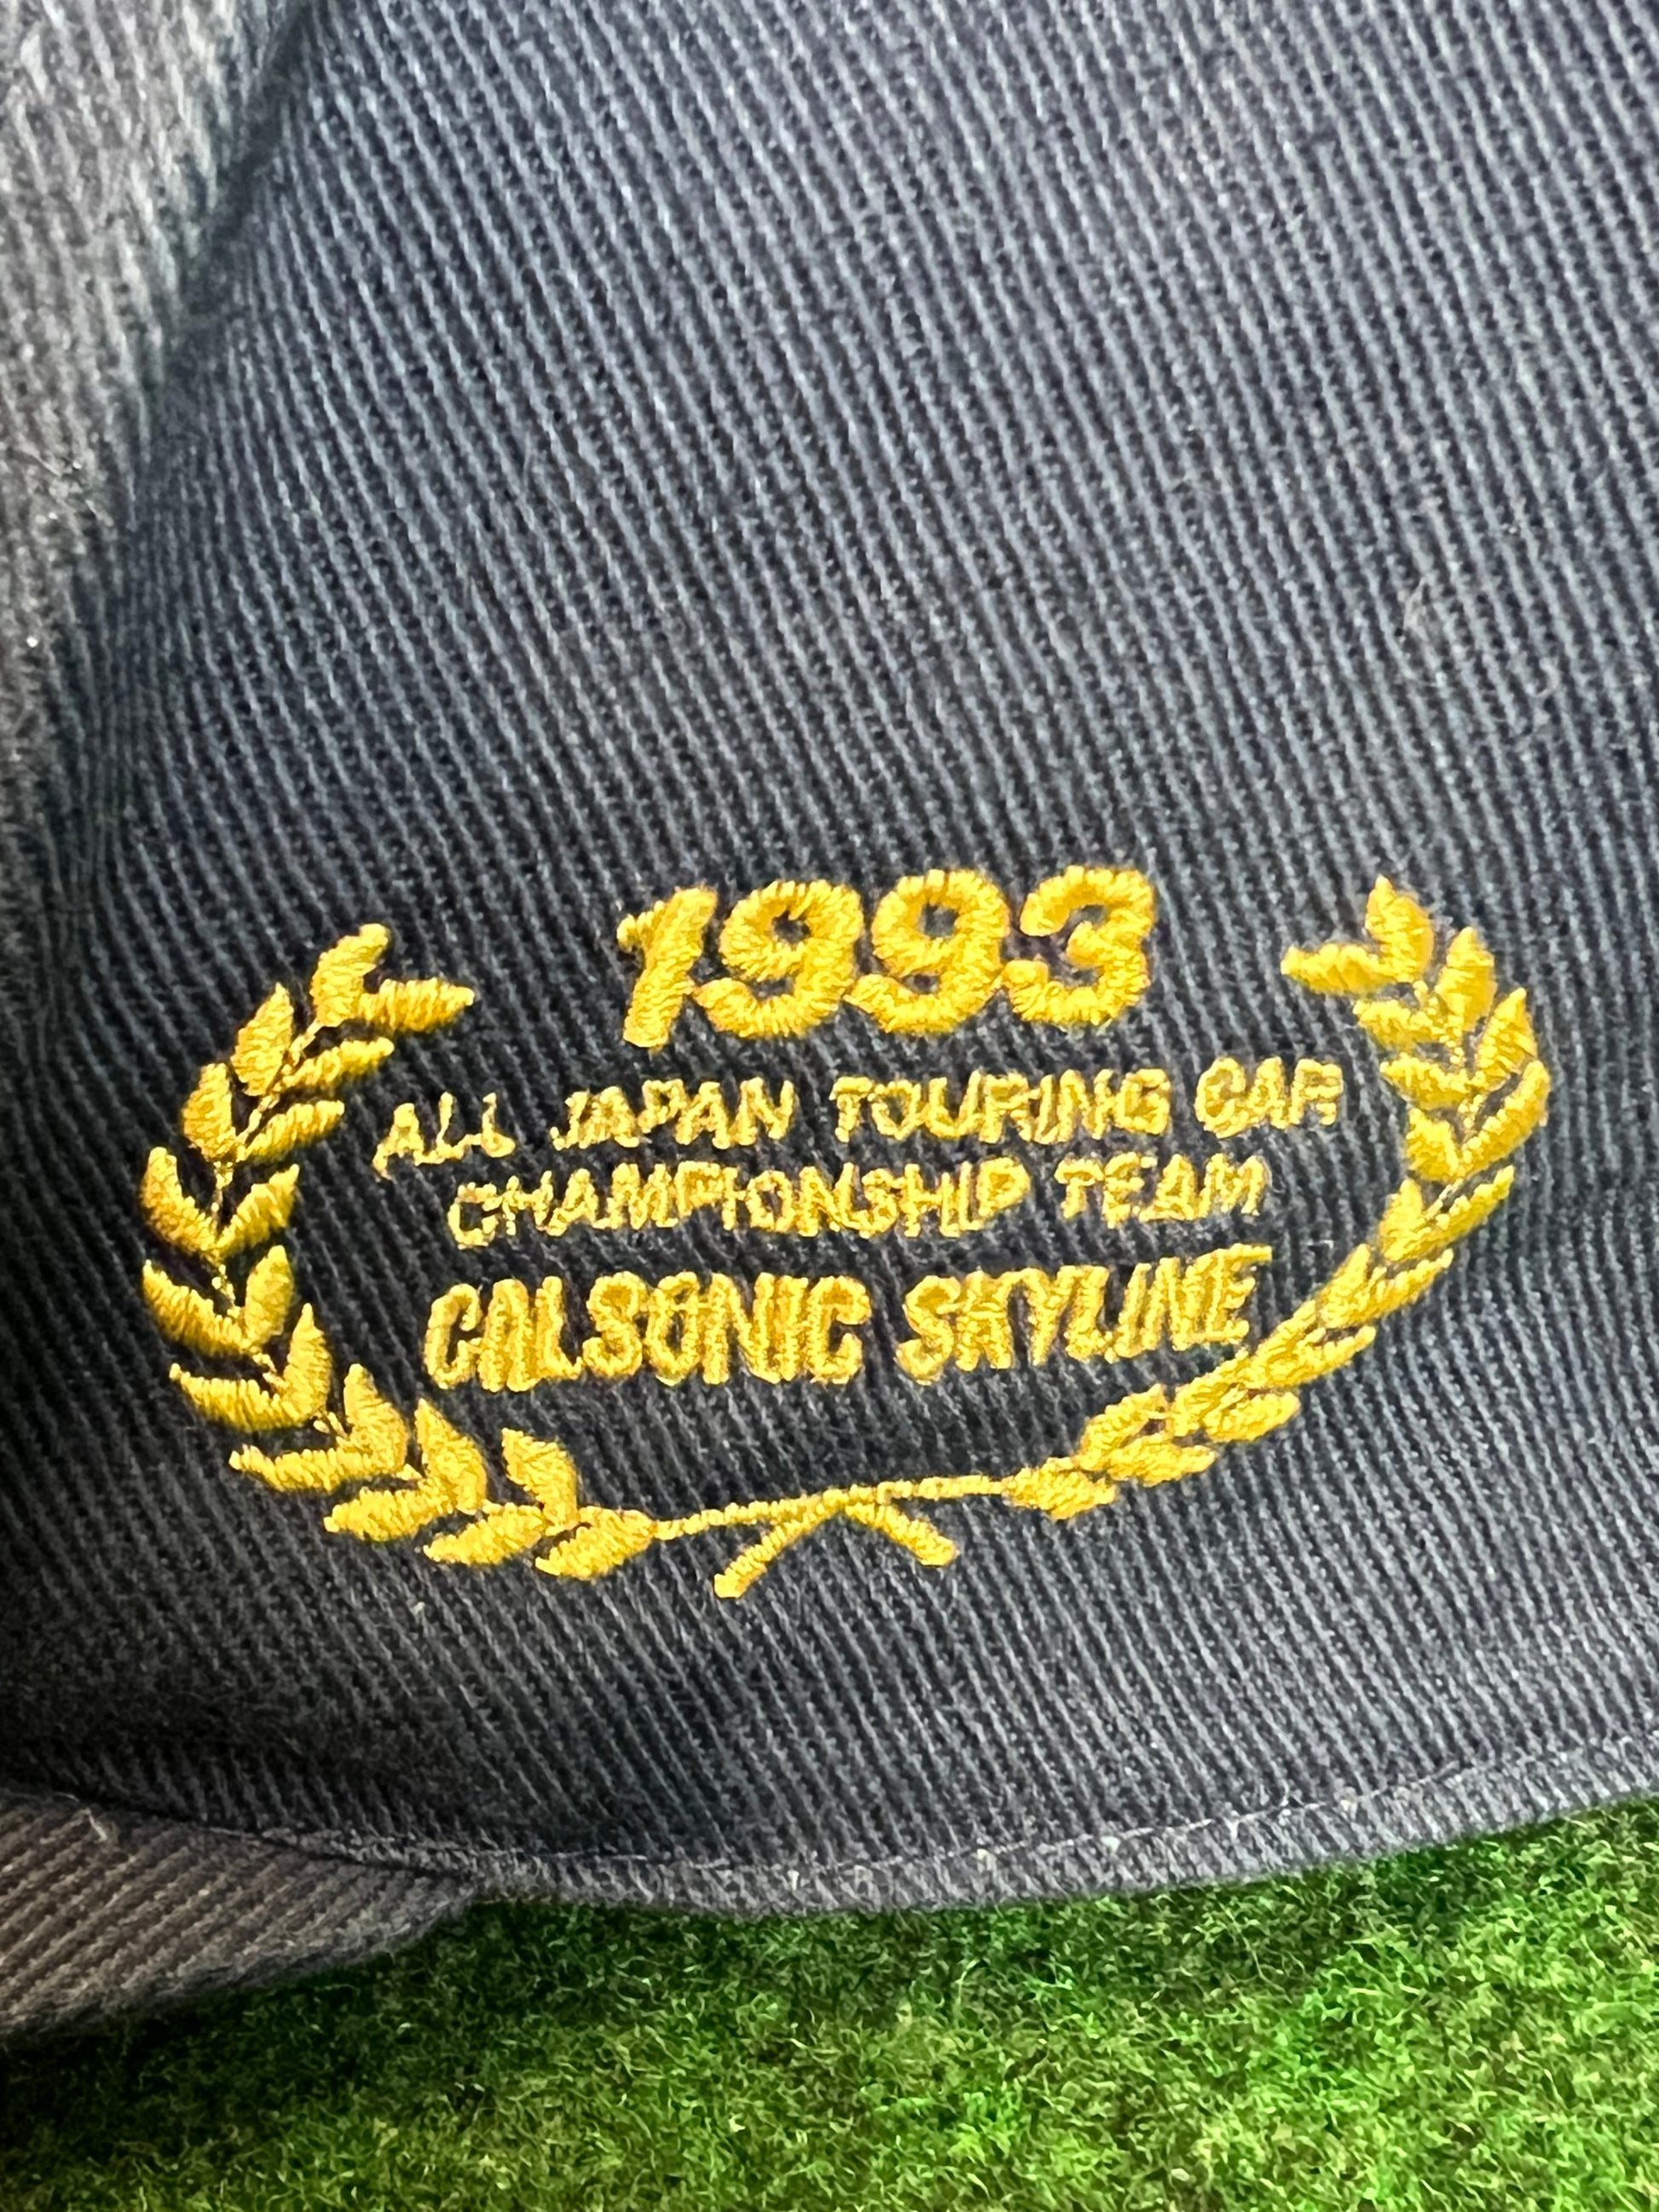 1993
ALL JAPAN TOURING CAR
CHAMPIONSHIP TEAM
CALSONIC SKYLINE